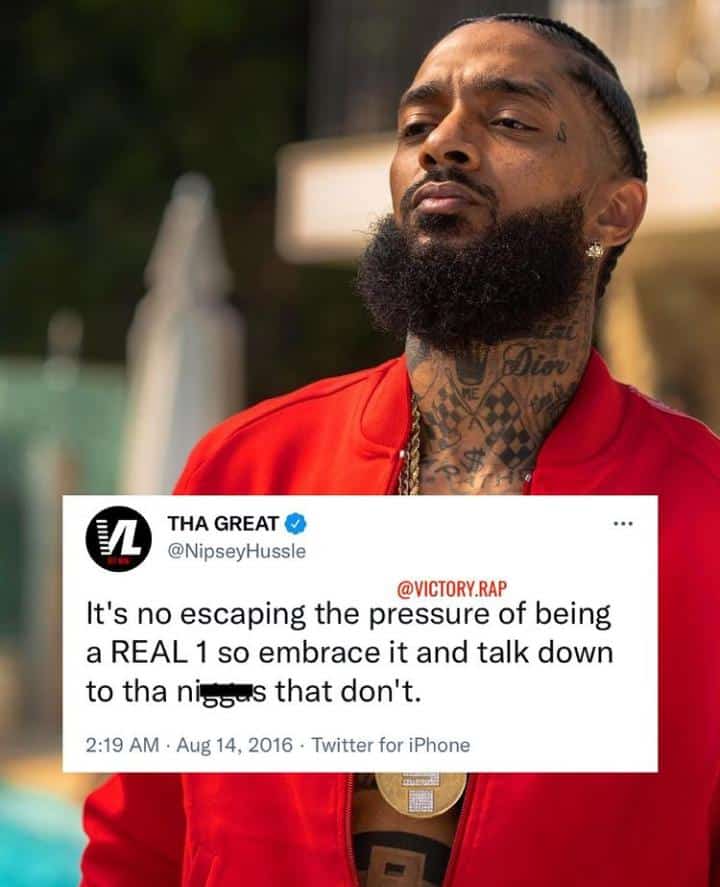 THA GREAT
@NipseyHussle
@VICTORY.RAP
It's no escaping the pressure of being
a REAL 1 so embrace it and talk down
to tha ni███s that don't.
2:19 AM · Aug 14, 2016 · Twitter for iPhone